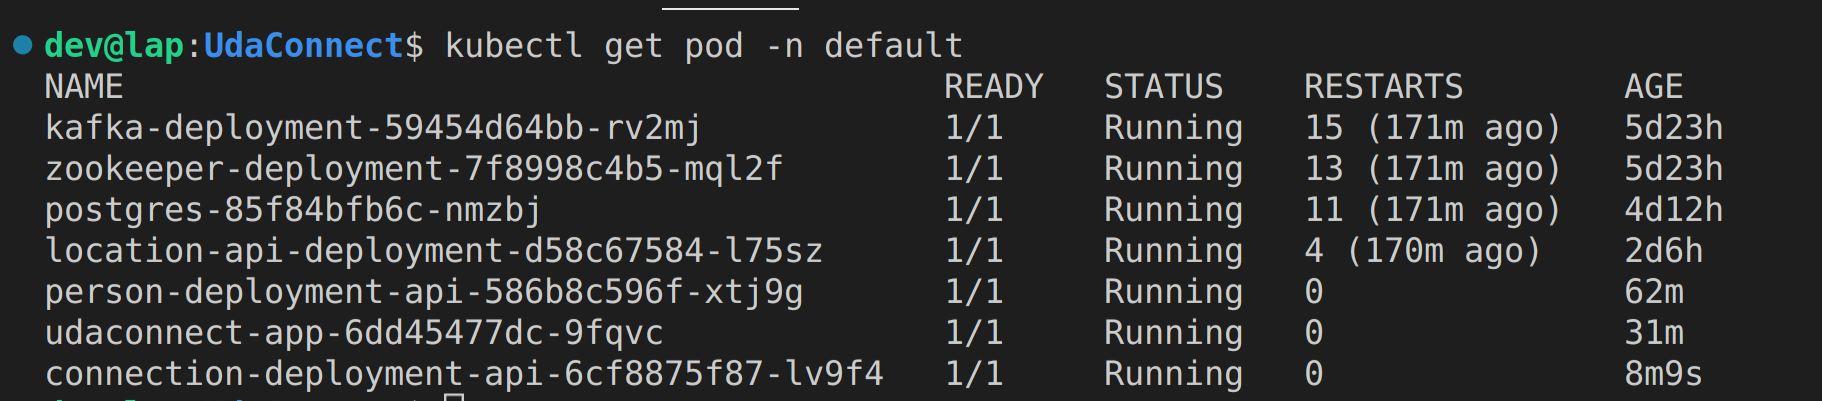 dev@lap:UdaConnect$ kubectl get pod -n default
NAME READY STATUS RESTARTS AGE
kafka-deployment-59454d64bb-rv2mj 1/1 Running 15 (171m ago) 5d23h
zookeeper-deployment-7f8998c4b5-mql2f 1/1 Running 13 (171m ago) 5d23h
postgres-85f84bfb6c-nmzbj 1/1 Running 11 (171m ago) 4d12h
location-api-deployment-d58c67584-l75sz 1/1 Running 4 (170m ago) 2d6h
person-deployment-api-586b8c596f-xtj9g 1/1 Running 0 62m
udaconnect-app-6dd45477dc-9fqvc 1/1 Running 0 31m
connection-deployment-api-6cf8875f87-lv9f4 1/1 Running 0 8m9s